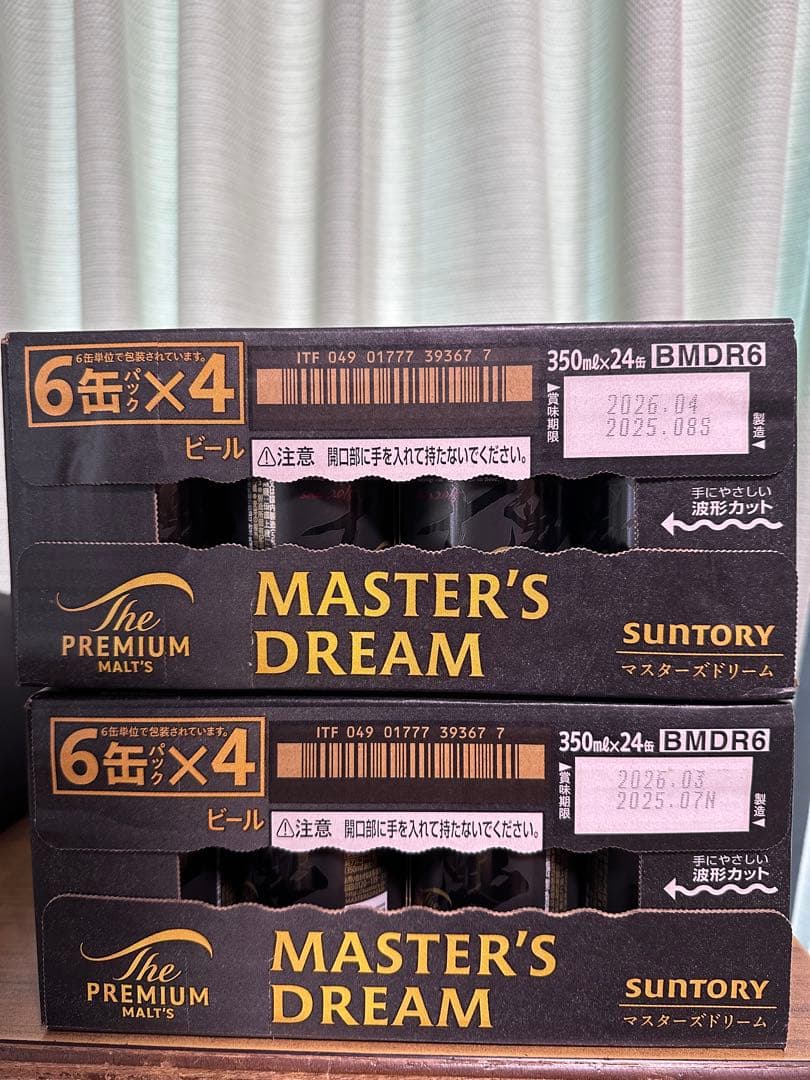 6缶単位で包装されています。
6缶パック×4
ビール
ITF 049 01777 39367 7
⚠注意 開口部に手を入れて持たないでください。
350ml×24缶 BMDR6
▲賞味期限
2026.04
2025.08S
製造▲
手にやさしい
波形カット
The
PREMIUM
MALT'S
MASTER'S
DREAM
SUNTORY
マスターズドリーム
6缶単位で包装されています。
6缶パック×4
ビール
ITF 049 01777 39367 7
⚠注意 開口部に手を入れて持たないでください。
350ml×24缶 BMDR6
▲賞味期限
2026.03
2025.07N
製造▲
手にやさしい
波形カット
The
PREMIUM
MALT'S
MASTER'S
DREAM
SUNTORY
マスターズドリーム